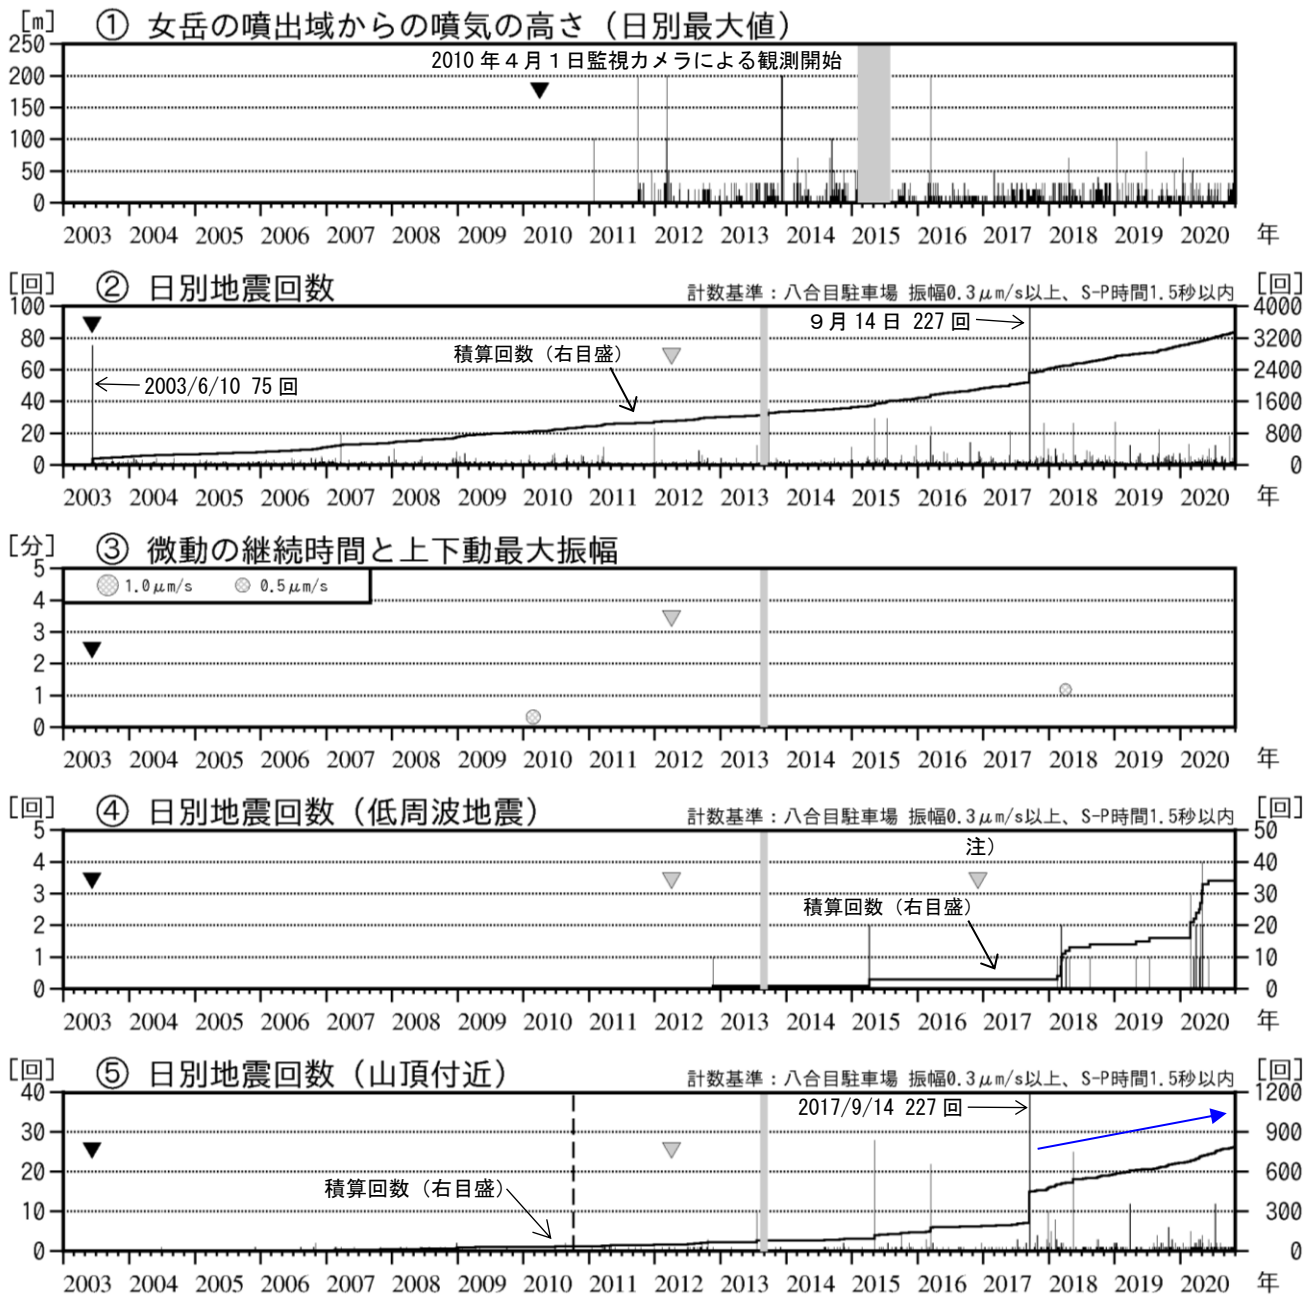 [m] ① 女岳の噴出域からの噴気の高さ（日別最大値）
2010年４月１日監視カメラによる観測開始
250
200
150
100
50
0
2003 2004 2005 2006 2007 2008 2009 2010 2011 2012 2013 2014 2015 2016 2017 2018 2019 2020 年
[回] ② 日別地震回数 計数基準：八合目駐車場 振幅0.3μm/s以上、S-P時間1.5秒以内 [回]
９月14日 227回
積算回数（右目盛）
2003/6/10 75回
100 4000
80 3200
60 2400
40 1600
20 800
0 0
2003 2004 2005 2006 2007 2008 2009 2010 2011 2012 2013 2014 2015 2016 2017 2018 2019 2020 年
[分] ③ 微動の継続時間と上下動最大振幅
1.0μm/s 0.5μm/s
5
4
3
2
1
0
2003 2004 2005 2006 2007 2008 2009 2010 2011 2012 2013 2014 2015 2016 2017 2018 2019 2020 年
[回] ④ 日別地震回数（低周波地震） 計数基準：八合目駐車場 振幅0.3μm/s以上、S-P時間1.5秒以内 [回]
注）
積算回数（右目盛）
5 50
4 40
3 30
2 20
1 10
0 0
2003 2004 2005 2006 2007 2008 2009 2010 2011 2012 2013 2014 2015 2016 2017 2018 2019 2020 年
[回] ⑤ 日別地震回数（山頂付近） 計数基準：八合目駐車場 振幅0.3μm/s以上、S-P時間1.5秒以内 [回]
2017/9/14 227回
積算回数（右目盛）
40 1200
30 900
20 600
10 300
0 0
2003 2004 2005 2006 2007 2008 2009 2010 2011 2012 2013 2014 2015 2016 2017 2018 2019 2020 年